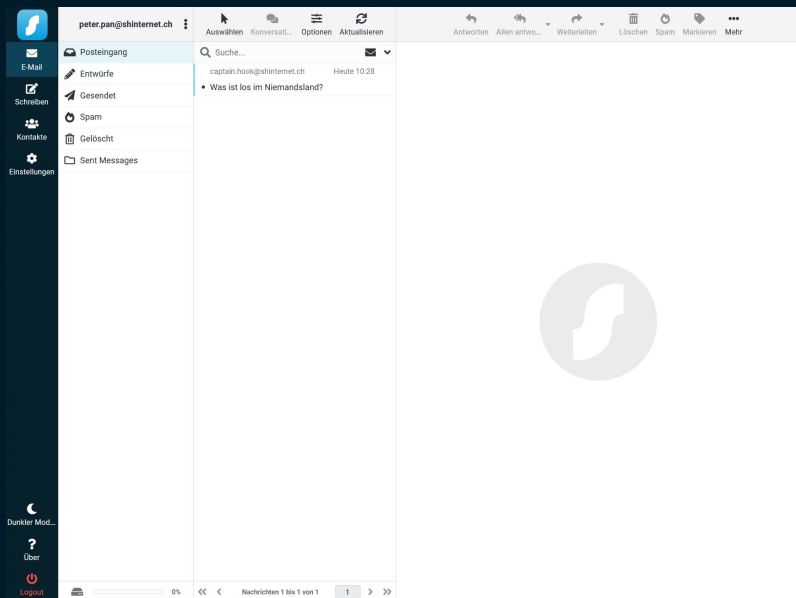 E-Mail
Schreiben
Kontakte
Einstellungen
Dunkler Mod...
Über
Logout
peter.pan@shinternet.ch
Posteingang
Entwürfe
Gesendet
Spam
Gelöscht
Sent Messages
0%
Auswählen Konversati... Optionen Aktualisieren
Suche...
captain.hook@shinternet.ch Heute 10:28
• Was ist los im Niemandsland?
Nachrichten 1 bis 1 von 1 1
Antworten Allen antwo... Weiterleiten Löschen Spam Markieren Mehr